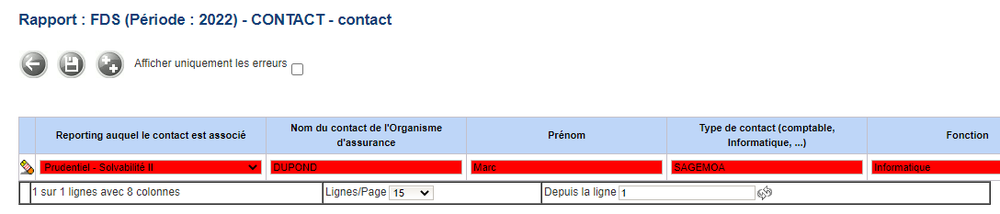 Rapport : FDS (Période : 2022) - CONTACT - contact
Afficher uniquement les erreurs
Reporting auquel le contact est associé
Nom du contact de l'Organisme
d'assurance
Prénom
Type de contact (comptable,
Informatique, ...)
Fonction
Prudentiel - Solvabilité II
DUPOND
Marc
SAGEMOA
Informatique
1 sur 1 lignes avec 8 colonnes
Lignes/Page 15
Depuis la ligne 1